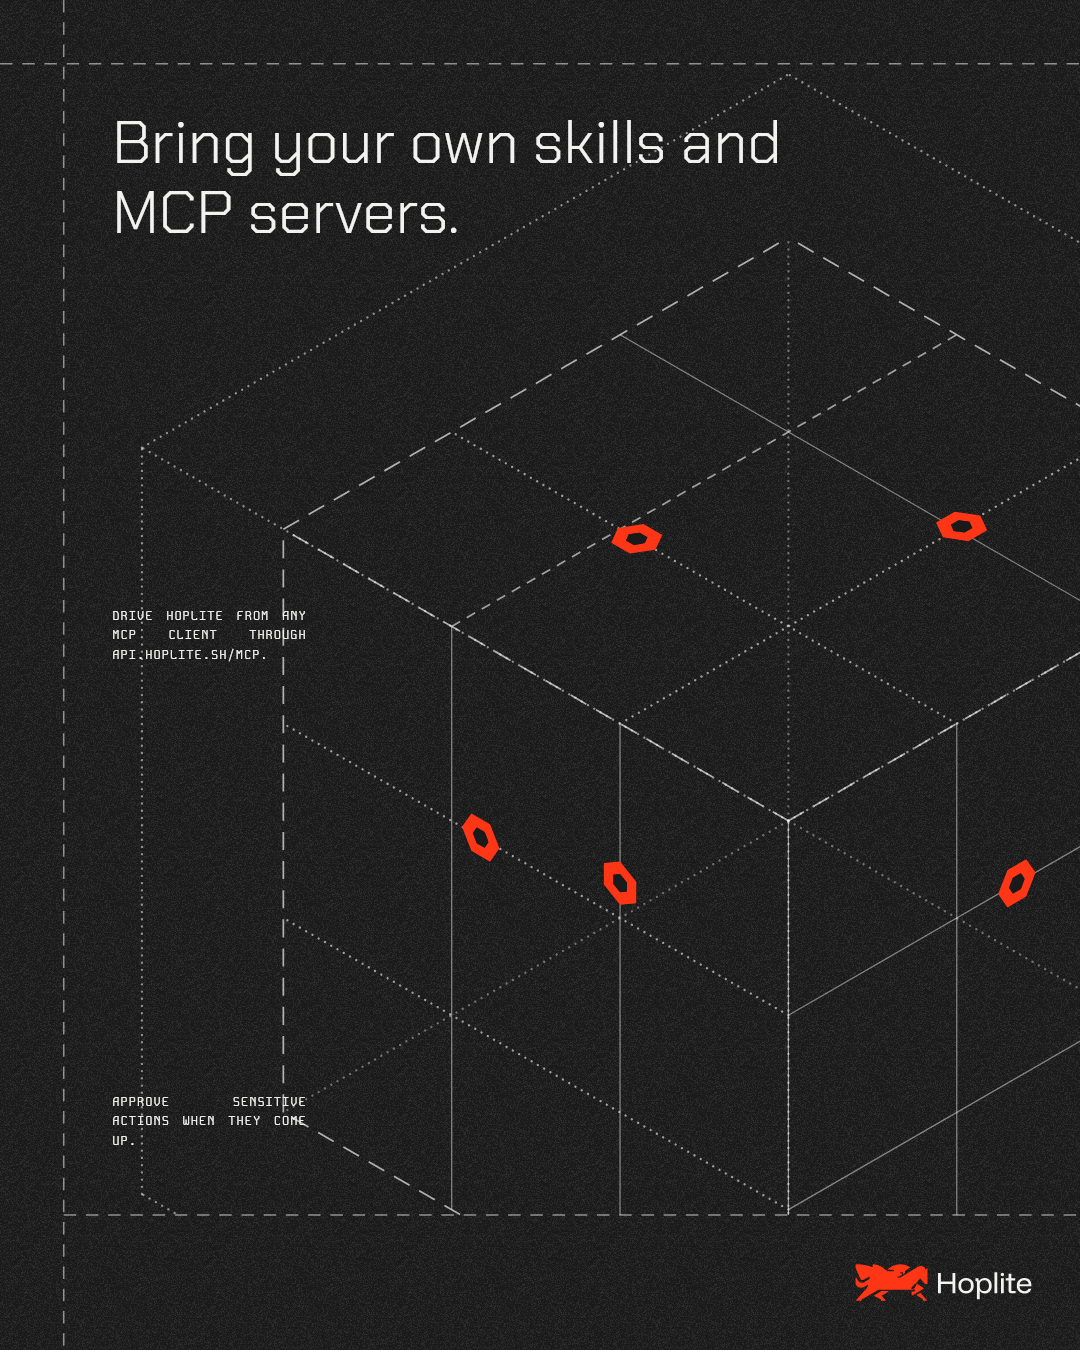 Bring your own skills and
MCP servers.
DRIVE HOPLITE FROM ANY
MCP CLIENT THROUGH
API.HOPLITE.SH/MCP.
APPROVE SENSITIVE
ACTIONS WHEN THEY COME
UP.
Hoplite